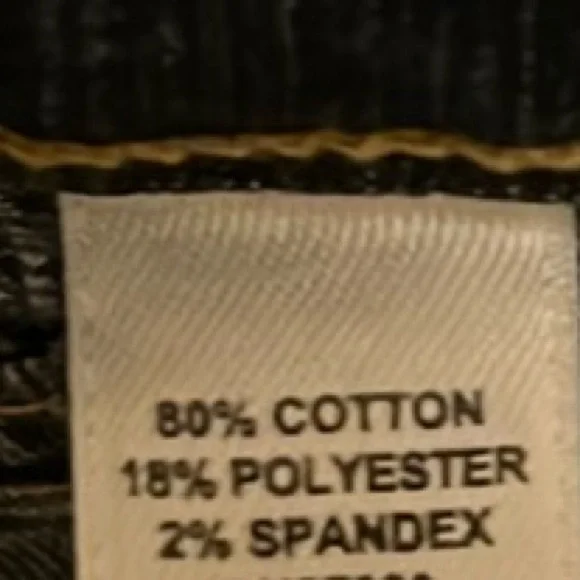 80% COTTON
18% POLYESTER
2% SPANDEX